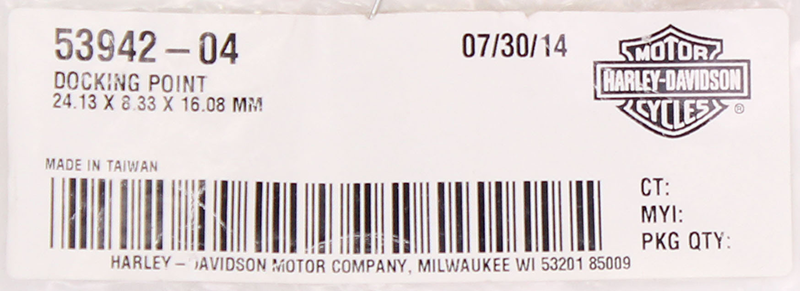 53942-04
07/30/14
MOTOR
HARLEY-DAVIDSON
CYCLES
®
DOCKING POINT
24.13 X 8.33 X 16.08 MM
MADE IN TAIWAN
CT:
MYI:
PKG QTY:
HARLEY-DAVIDSON MOTOR COMPANY, MILWAUKEE WI 53201 85009